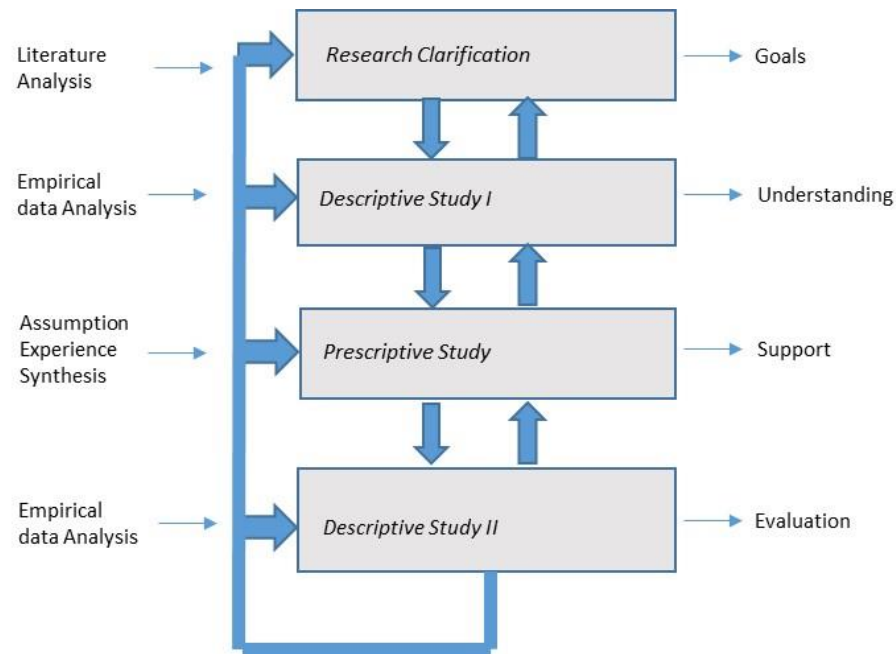 Literature
Analysis
Research Clarification
Goals
Empirical
data Analysis
Descriptive Study I
Understanding
Assumption
Experience
Synthesis
Prescriptive Study
Support
Empirical
data Analysis
Descriptive Study II
Evaluation